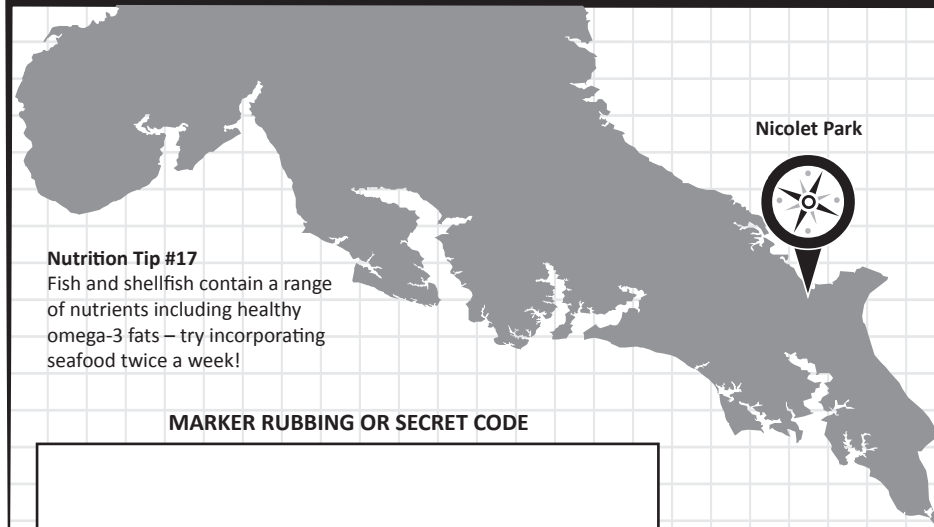 Nicolet Park
Nutrition Tip #17
Fish and shellfish contain a range
of nutrients including healthy
omega-3 fats – try incorporating
seafood twice a week!
MARKER RUBBING OR SECRET CODE